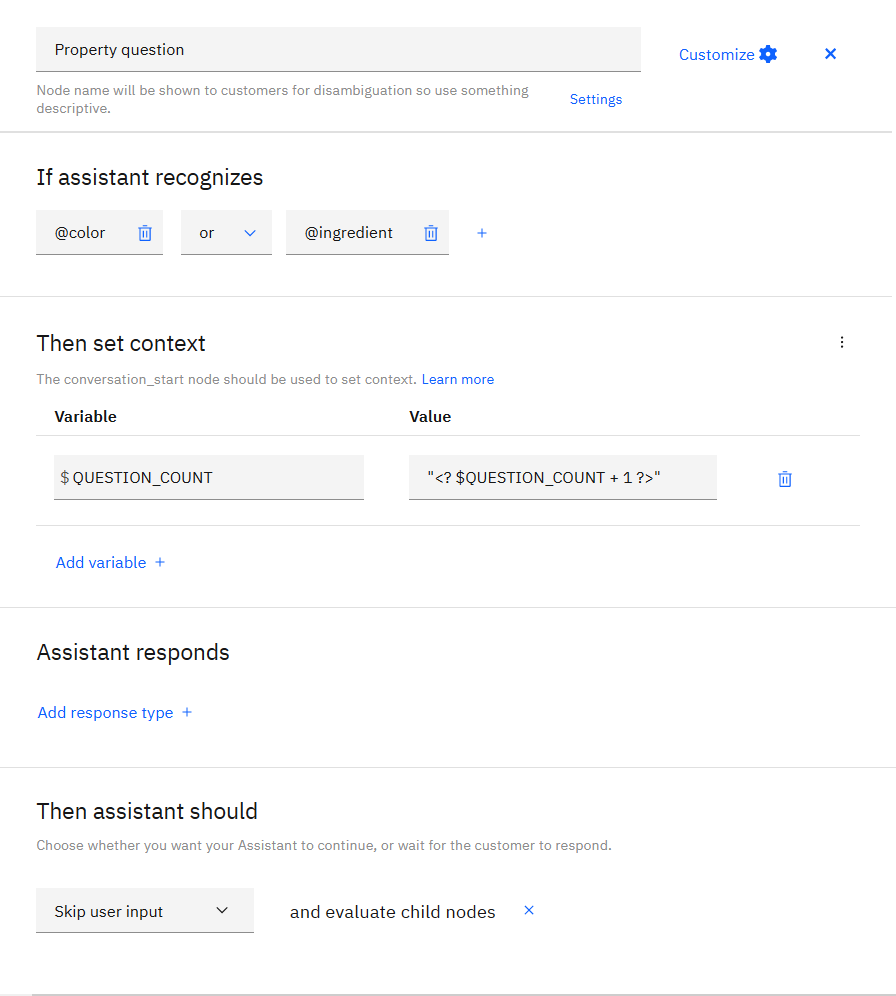 Property question
Customize
Node name will be shown to customers for disambiguation so use something
descriptive.
Settings
If assistant recognizes
@color or @ingredient +
Then set context
The conversation_start node should be used to set context. Learn more
Variable Value
$ QUESTION_COUNT "<? $QUESTION_COUNT + 1 ?>"
Add variable +
Assistant responds
Add response type +
Then assistant should
Choose whether you want your Assistant to continue, or wait for the customer to respond.
Skip user input and evaluate child nodes